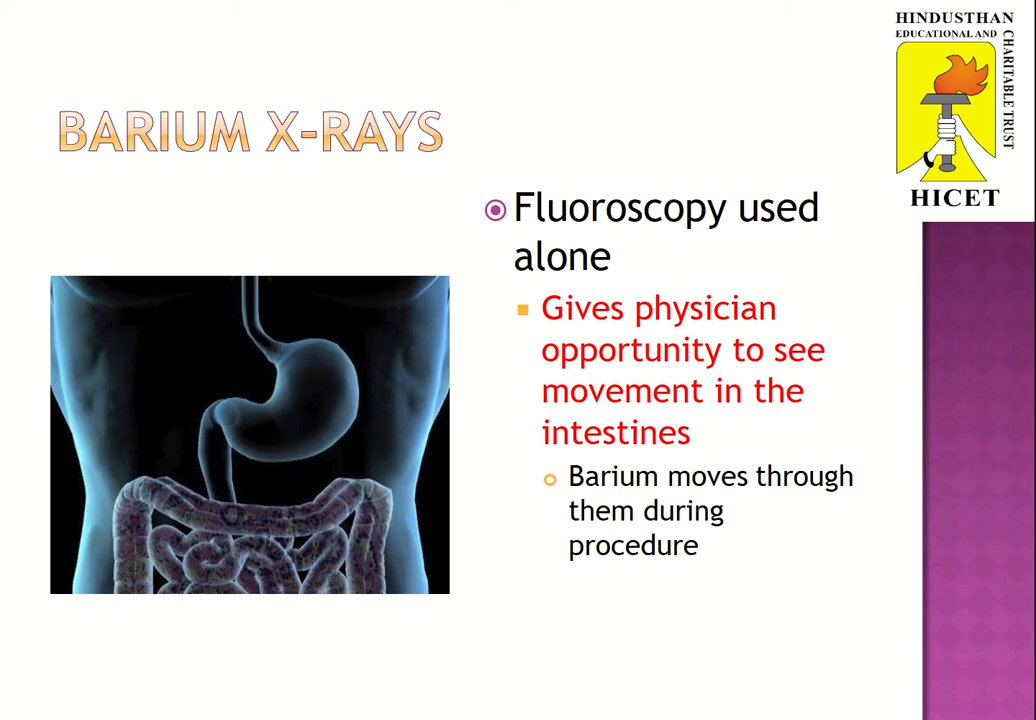 HINDUSTHAN
EDUCATIONAL AND
CHARITABLE TRUST
HICET
BARIUM X-RAYS
Fluoroscopy used
alone
Gives physician
opportunity to see
movement in the
intestines
Barium moves through
them during
procedure